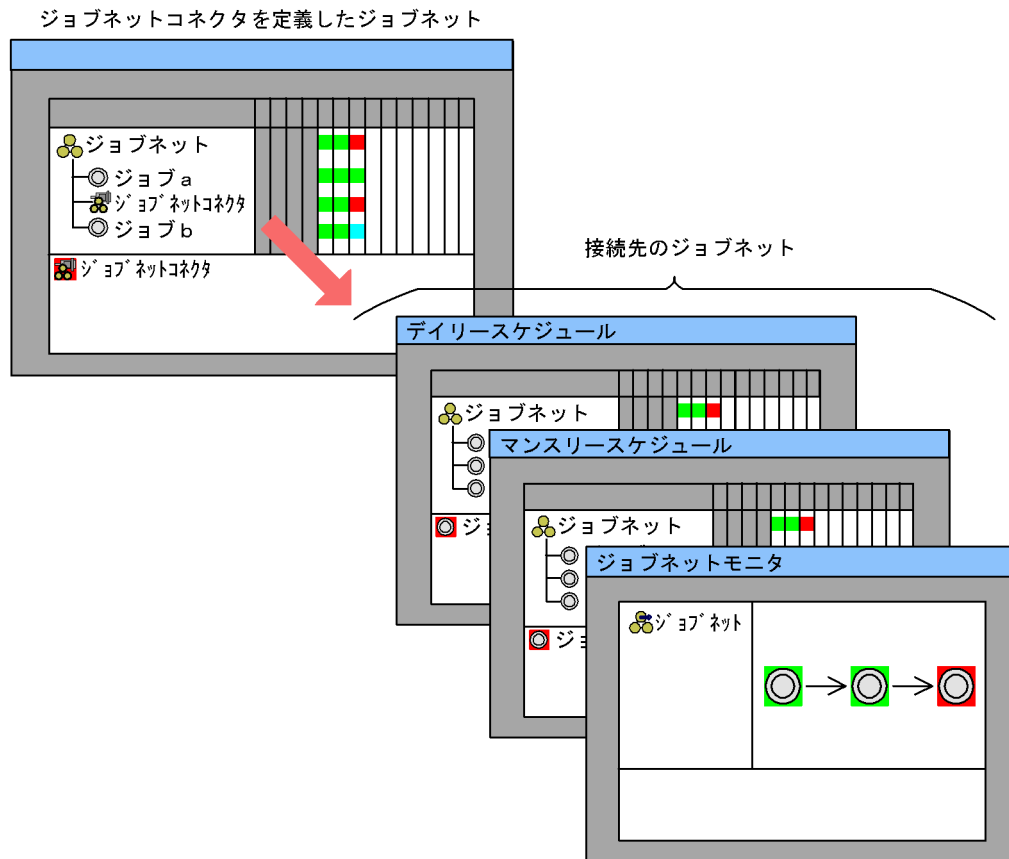 ジョブネットコネクタを定義したジョブネット
ジョブネット
ジョブa
ジョブネットコネクタ
ジョブb
ジョブネットコネクタ
接続先のジョブネット
デイリースケジュール
ジョブネット
ジョ
マンスリースケジュール
ジョブネット
ジョ
ジョブネットモニタ
ジョブネット